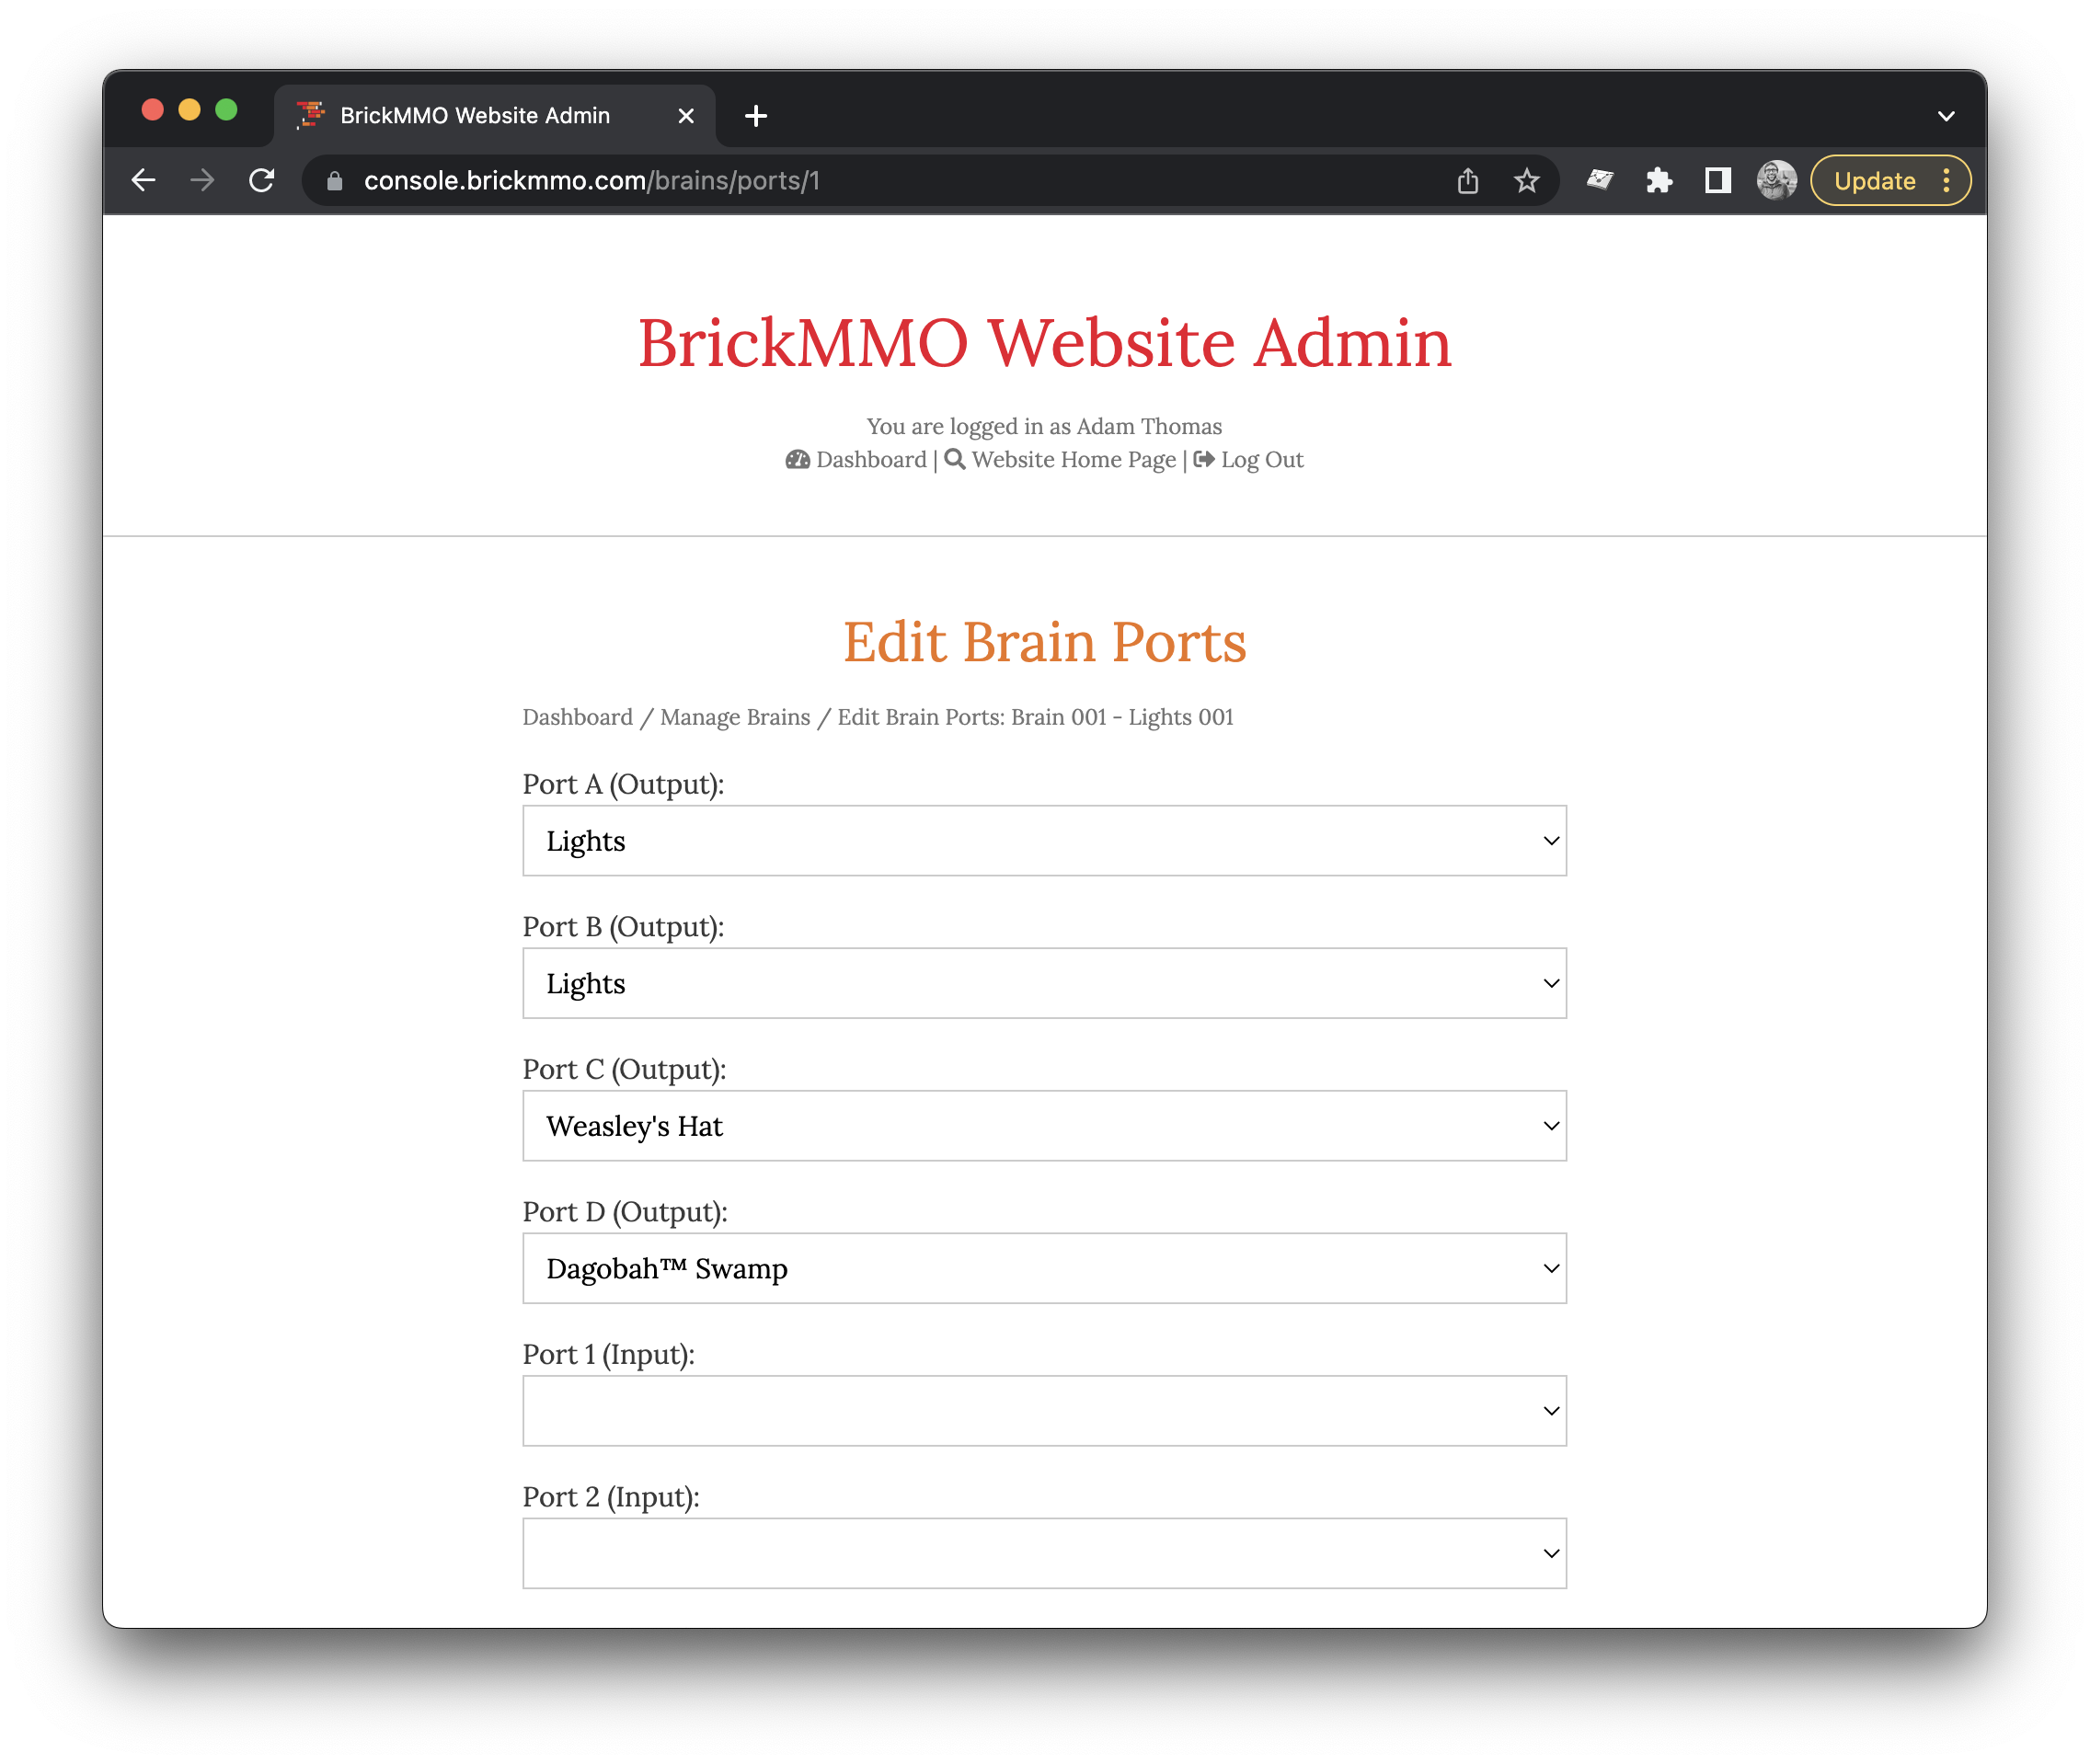 BrickMMO Website Admin
console.brickmmo.com/brains/ports/1
Update
BrickMMO Website Admin
You are logged in as Adam Thomas
Dashboard | Website Home Page | Log Out
Edit Brain Ports
Dashboard / Manage Brains / Edit Brain Ports: Brain 001 - Lights 001
Port A (Output):
Lights
Port B (Output):
Lights
Port C (Output):
Weasley's Hat
Port D (Output):
Dagobah™ Swamp
Port 1 (Input):
Port 2 (Input):